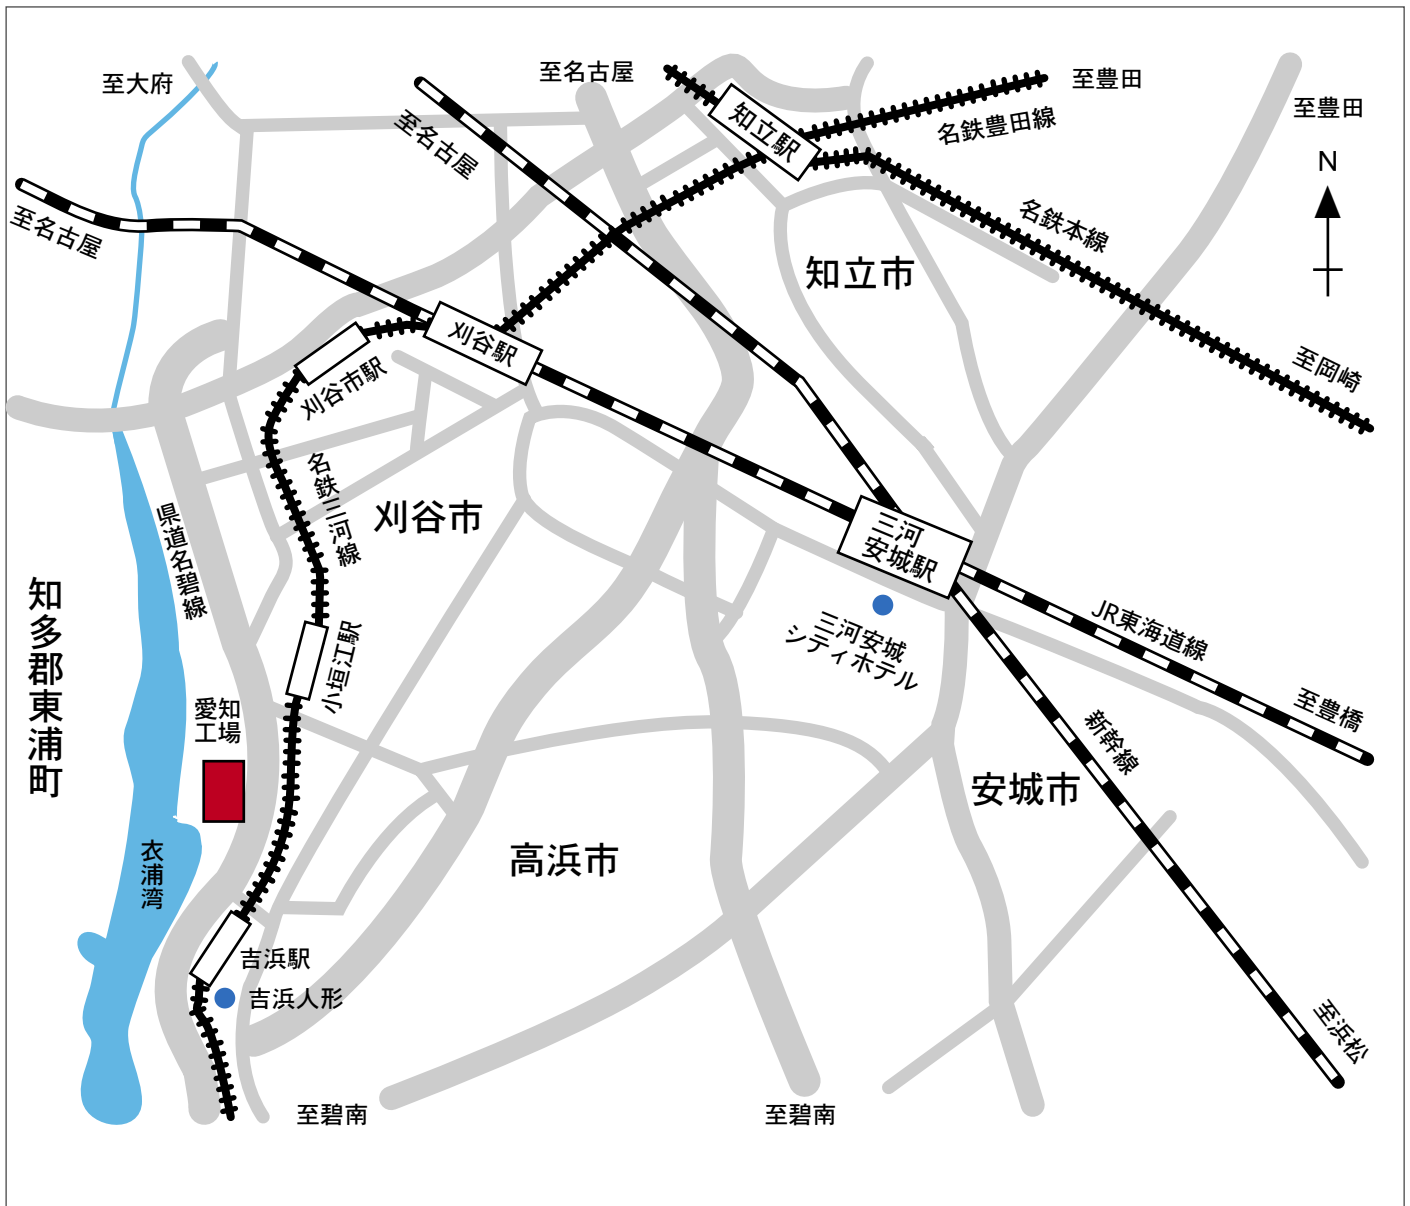 至大府
至名古屋
至名古屋
至名古屋
知立駅
至豊田
名鉄豊田線
至豊田
N
名鉄本線
知立市
至岡崎
刈谷駅
刈谷市駅
名鉄三河線
刈谷市
県道名碧線
三河
安城駅
三河安城
シティホテル
JR東海道線
至豊橋
新幹線
知多郡東浦町
小垣江駅
愛知
工場
安城市
高浜市
衣浦湾
吉浜駅
吉浜人形
至浜松
至碧南
至碧南